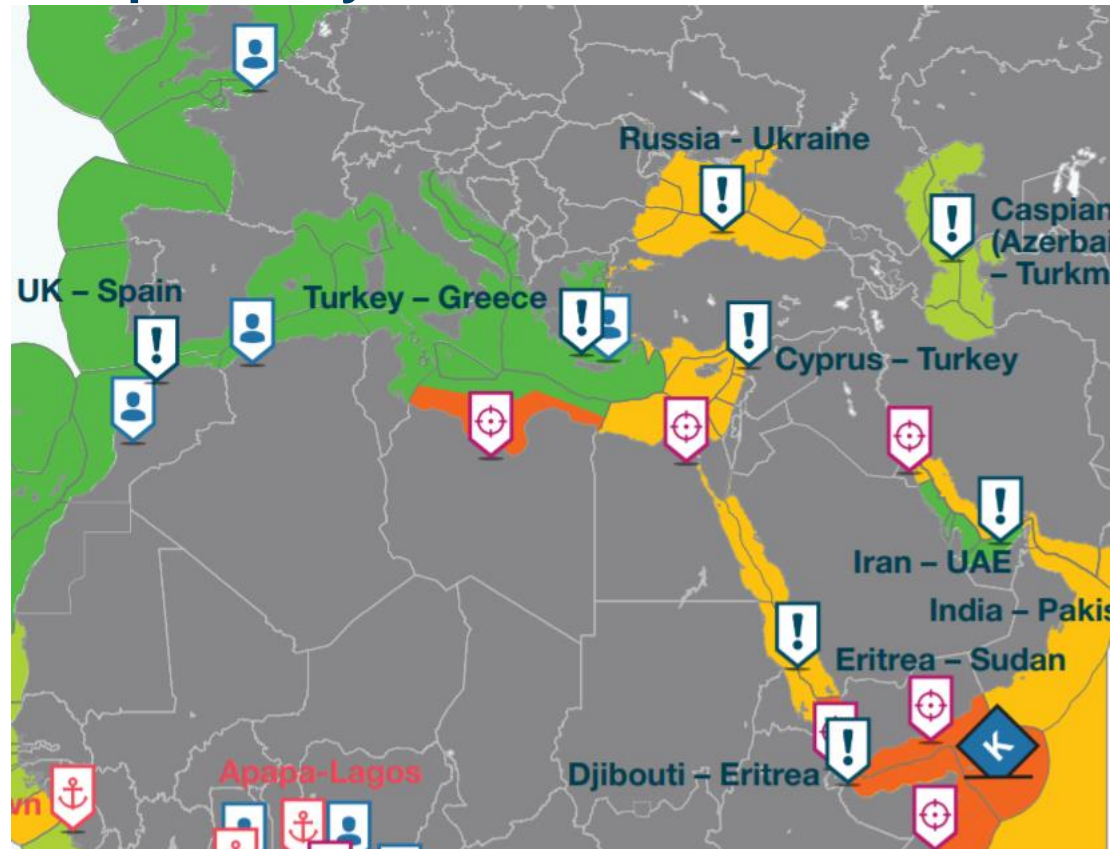 Russia - Ukraine
Caspian
(Azerbai
– Turkm
UK – Spain
Turkey – Greece
Cyprus – Turkey
Iran – UAE
India – Pakis
Eritrea – Sudan
K
Djibouti – Eritrea
Apapa-Lagos
wn